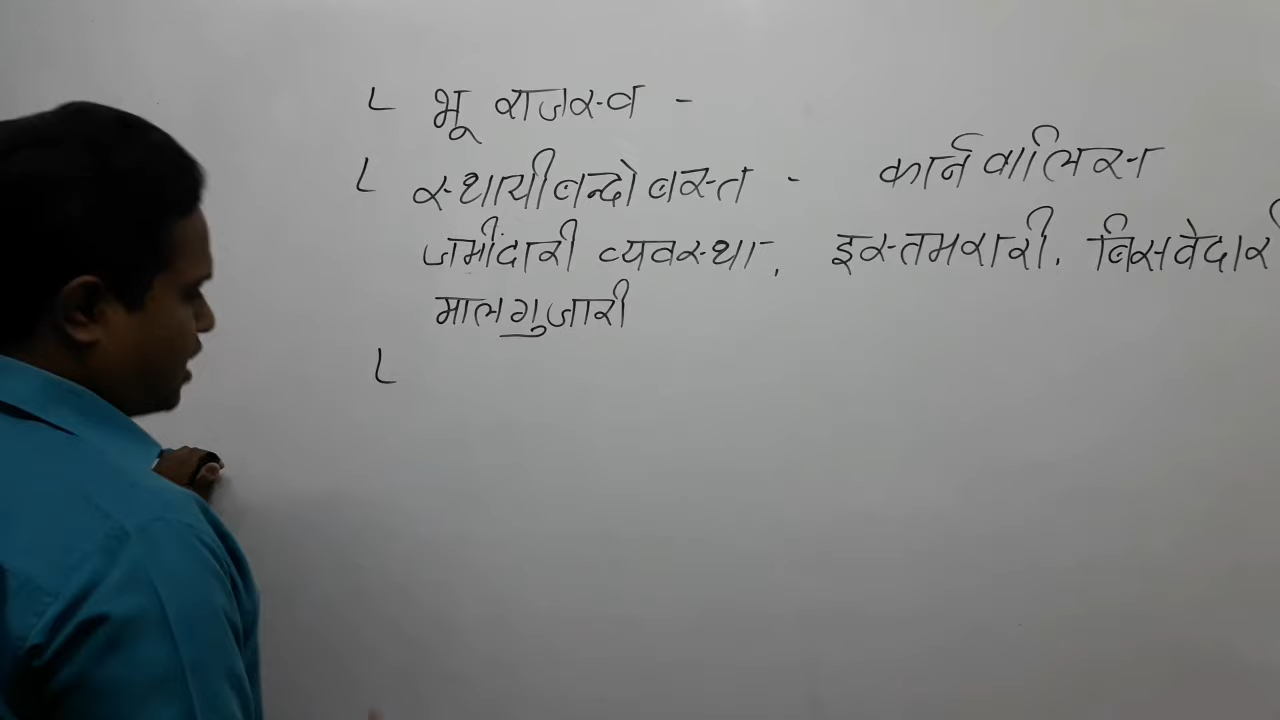 भू राजस्व -
स्थायी बन्दोबस्त - कार्नवालिस
जमींदारी व्यवस्था, इस्तमरारी. बिसवेदारी
मालगुजारी